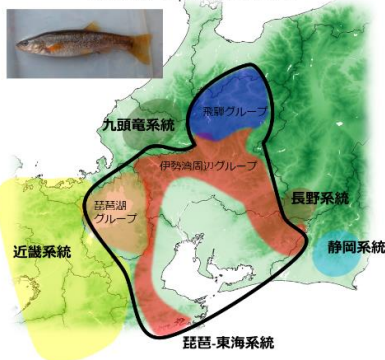 飛騨グループ
九頭竜系統
伊勢湾周辺グループ
琵琶湖
グループ
長野系統
近畿系統
静岡系統
琵琶-東海系統